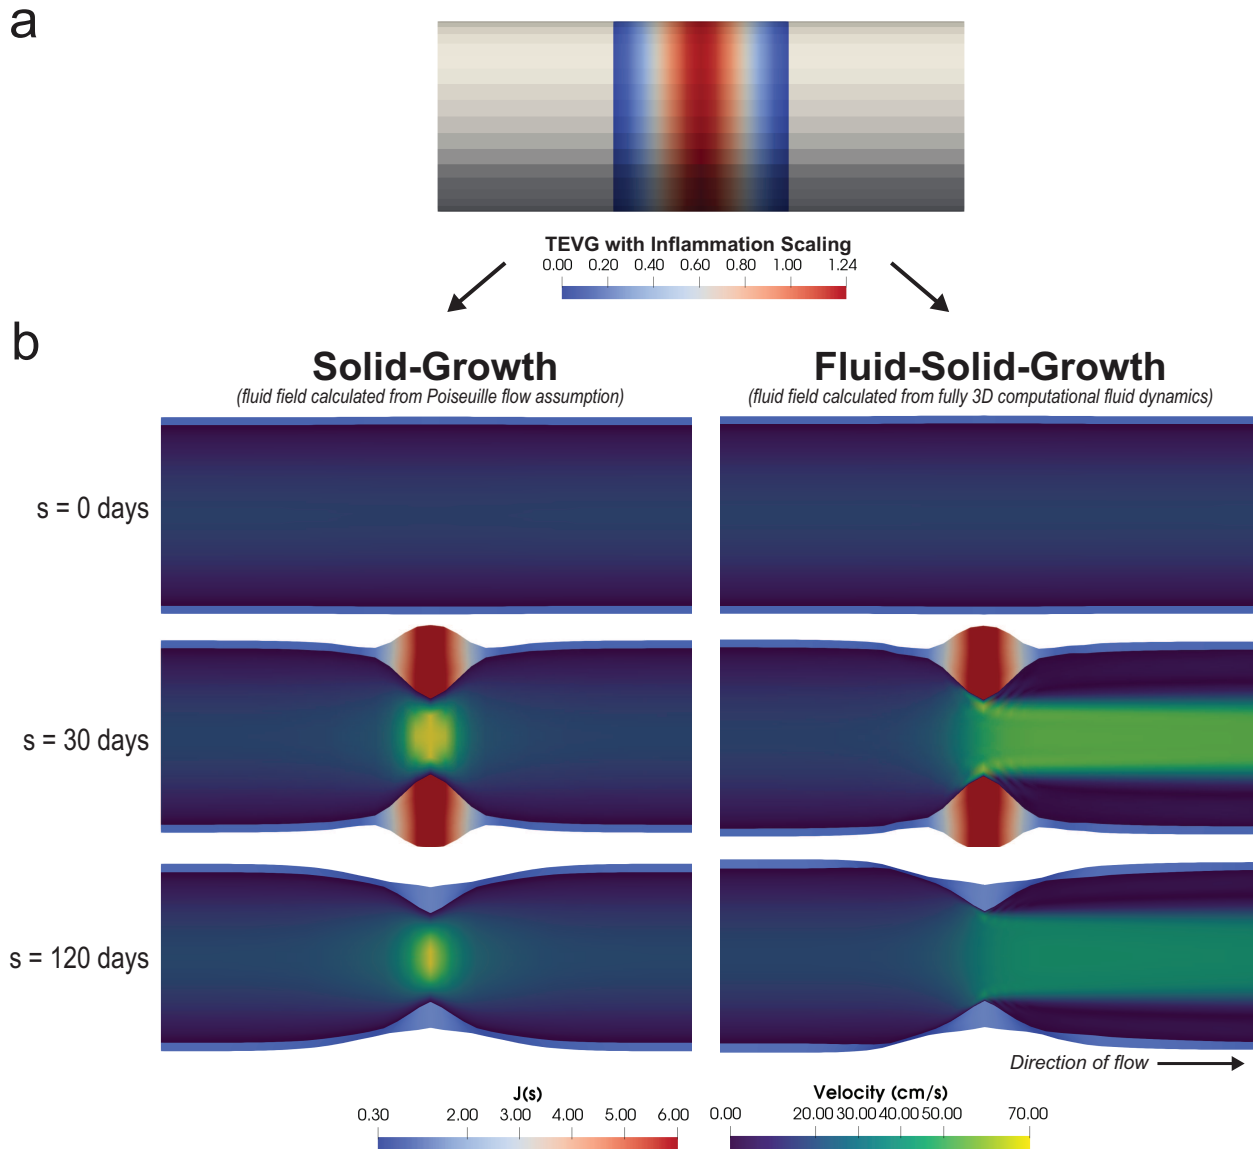 a
TEVG with Inflammation Scaling
0.00 0.20 0.40 0.60 0.80 1.00 1.24
b
Solid-Growth
(fluid field calculated from Poiseuille flow assumption)
Fluid-Solid-Growth
(fluid field calculated from fully 3D computational fluid dynamics)
s = 0 days
s = 30 days
s = 120 days
Direction of flow
J(s)
0.30 2.00 3.00 4.00 5.00 6.00
Velocity (cm/s)
0.00 20.00 30.00 40.00 50.00 70.00